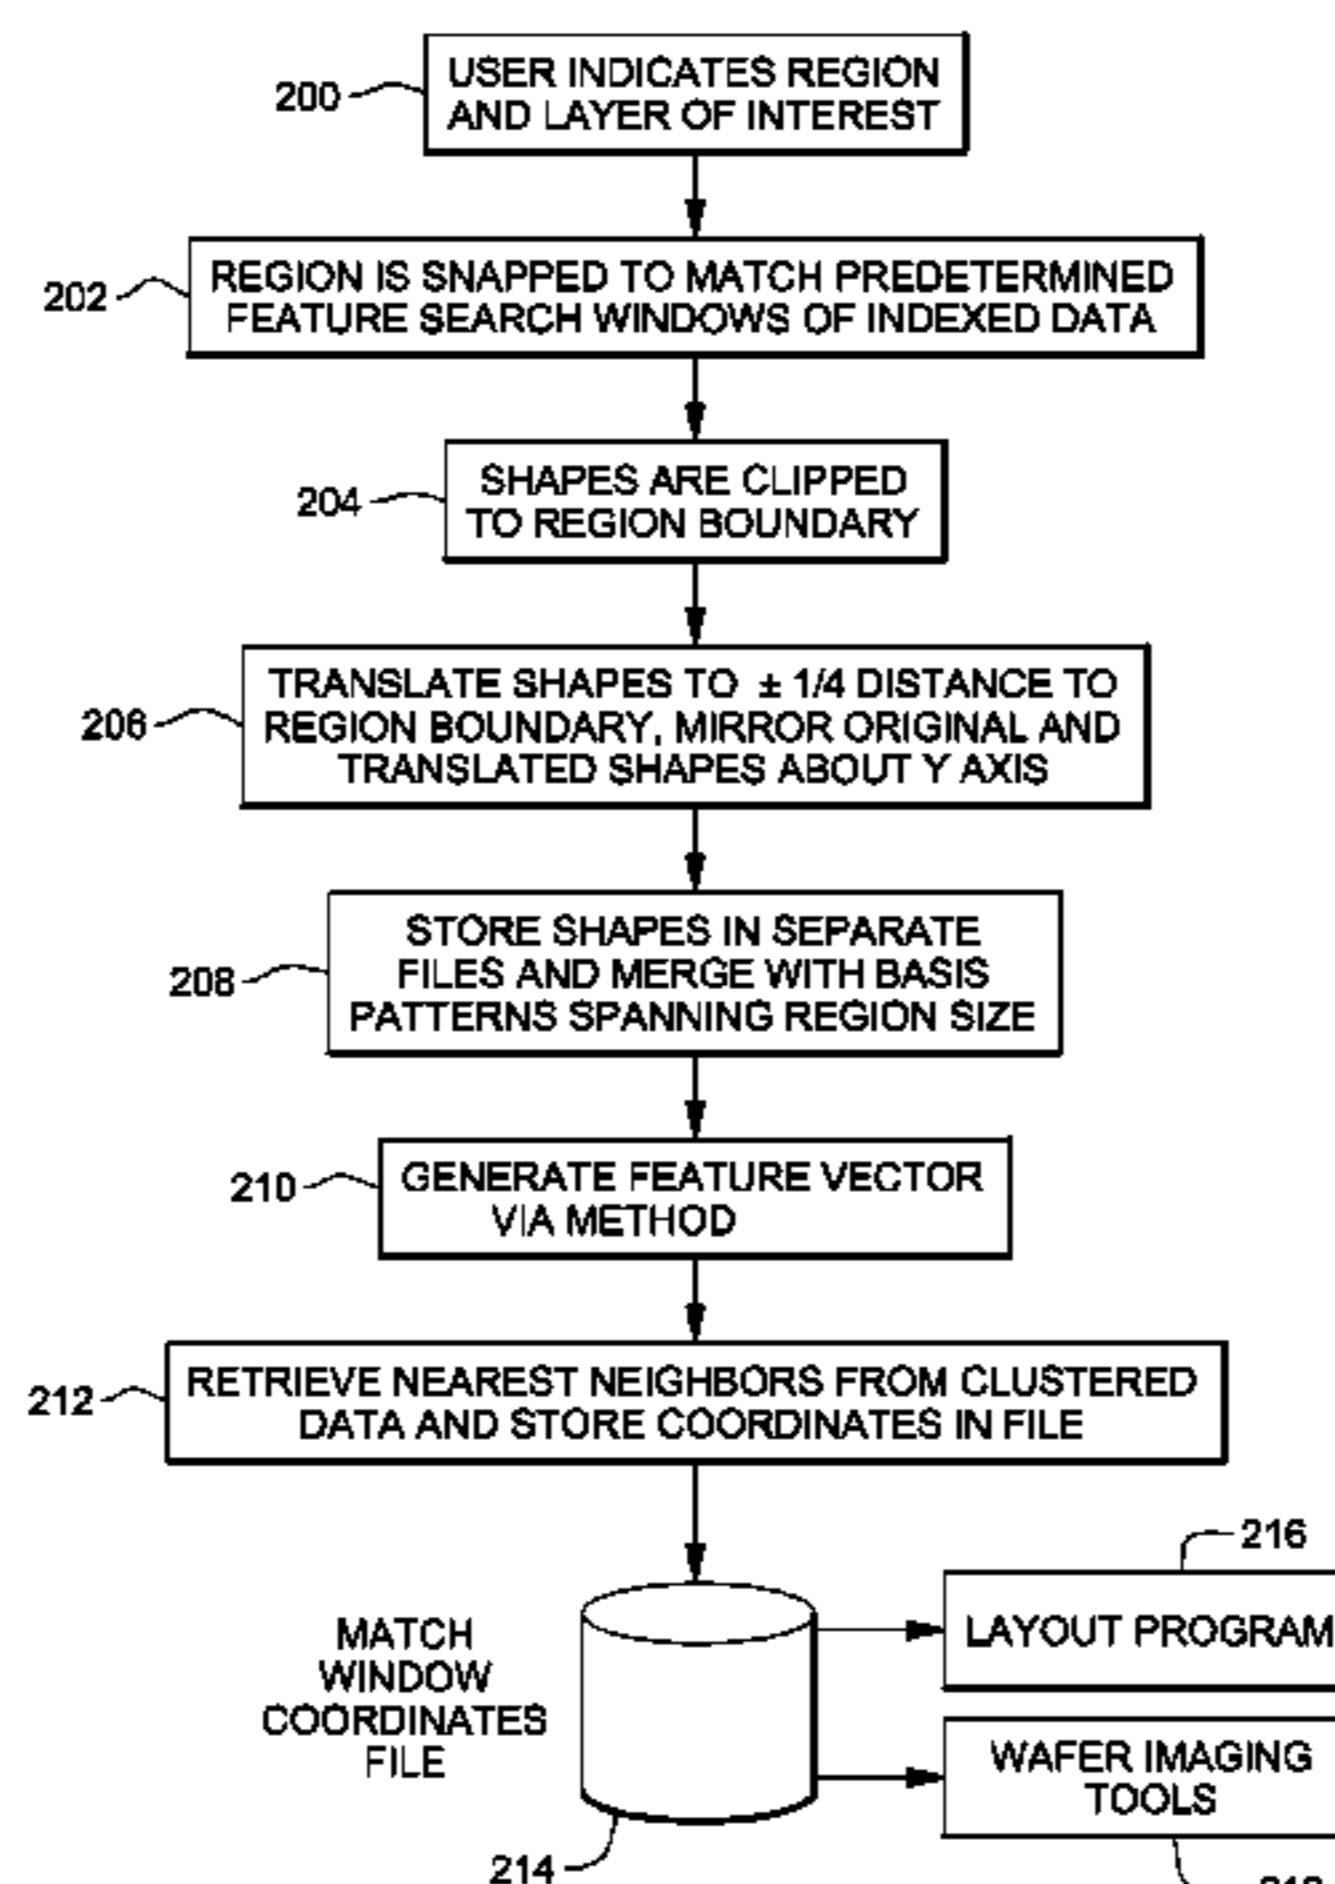 200
USER INDICATES REGION
AND LAYER OF INTEREST
202
REGION IS SNAPPED TO MATCH PREDETERMINED
FEATURE SEARCH WINDOWS OF INDEXED DATA
204
SHAPES ARE CLIPPED
TO REGION BOUNDARY
206
TRANSLATE SHAPES TO ± 1/4 DISTANCE TO
REGION BOUNDARY, MIRROR ORIGINAL AND
TRANSLATED SHAPES ABOUT Y AXIS
208
STORE SHAPES IN SEPARATE
FILES AND MERGE WITH BASIS
PATTERNS SPANNING REGION SIZE
210
GENERATE FEATURE VECTOR
VIA METHOD
212
RETRIEVE NEAREST NEIGHBORS FROM CLUSTERED
DATA AND STORE COORDINATES IN FILE
MATCH
WINDOW
COORDINATES
FILE
214
216
LAYOUT PROGRAM
WAFER IMAGING
TOOLS